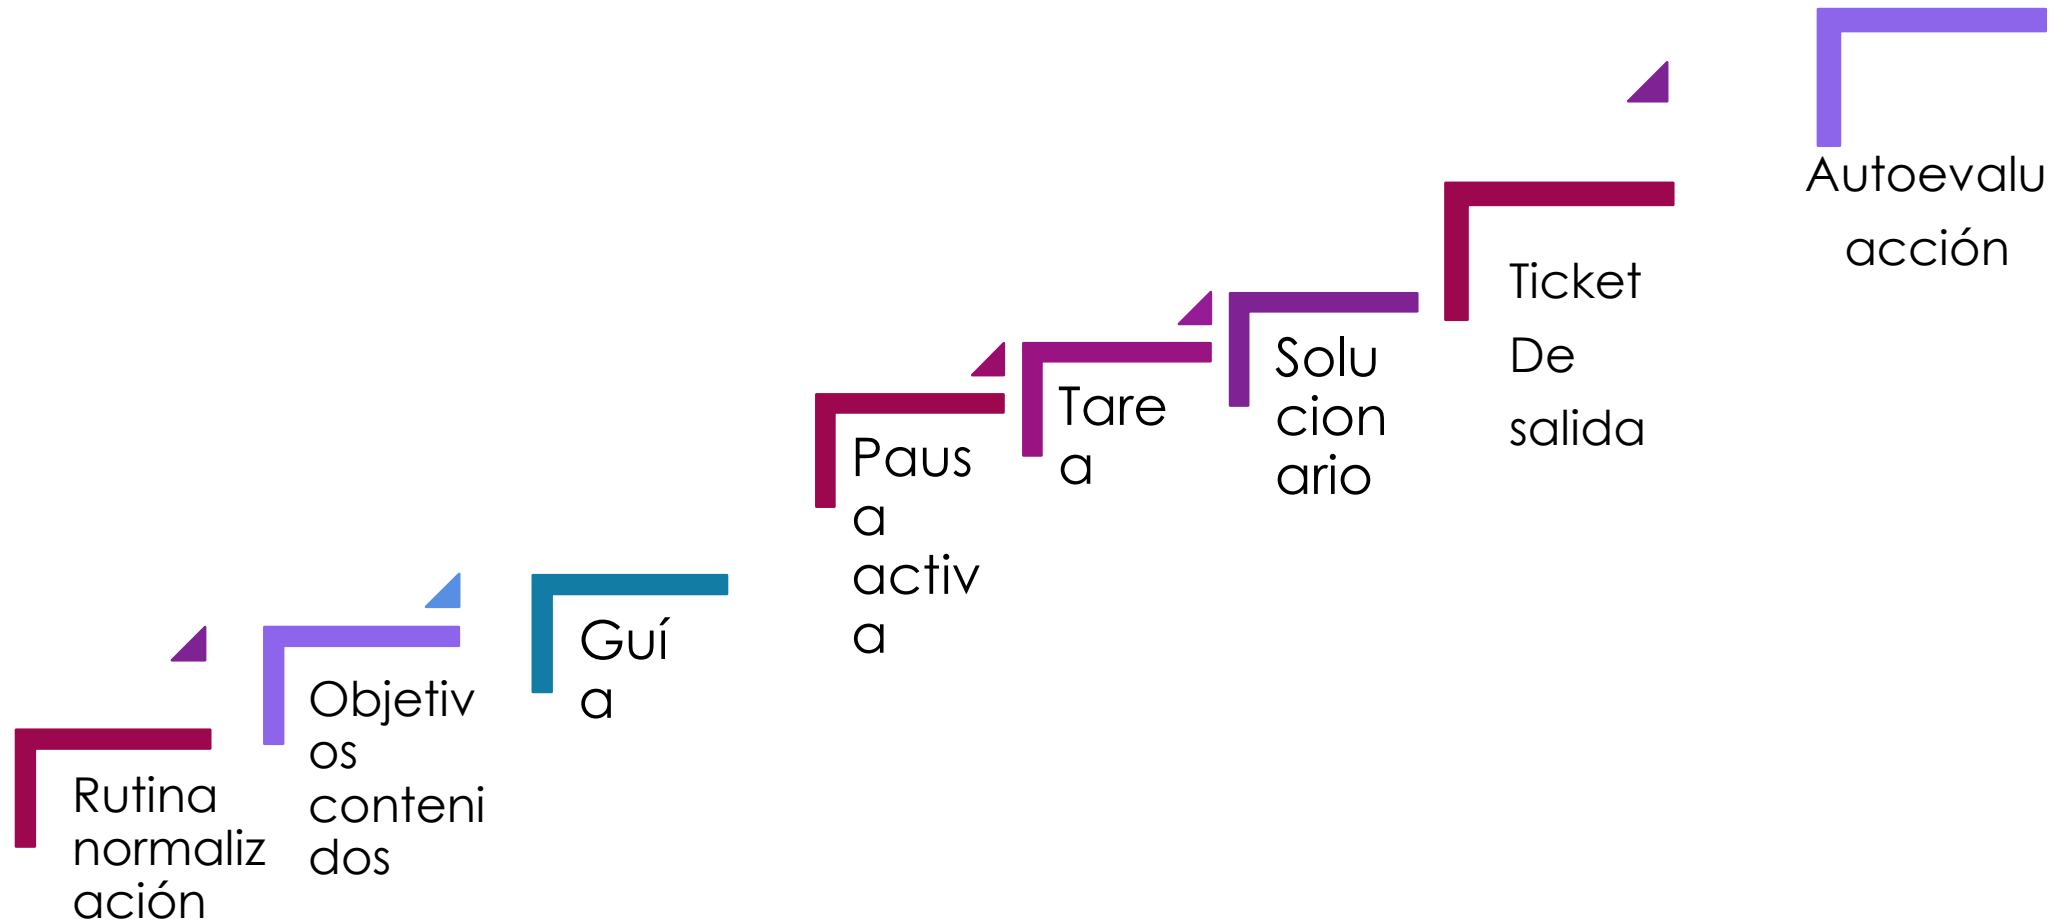 Rutina
normaliz
ación
Objetiv
os
conteni
dos
Guí
a
Paus
a
activ
a
Tare
a
Solu
cion
ario
Ticket
De
salida
Autoevalu
acción